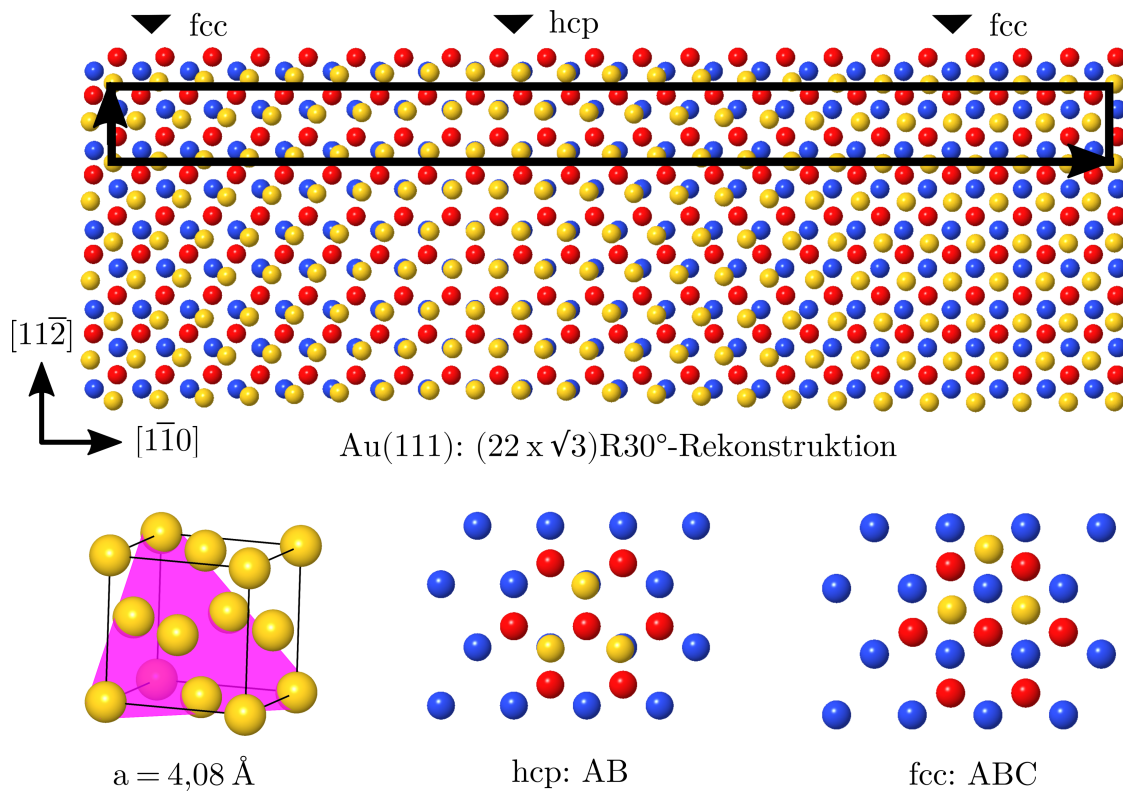 fcc hcp fcc
[112̅]
[11̅0]
Au(111): (22 x √3)R30°-Rekonstruktion
a = 4,08 Å
hcp: AB
fcc: ABC